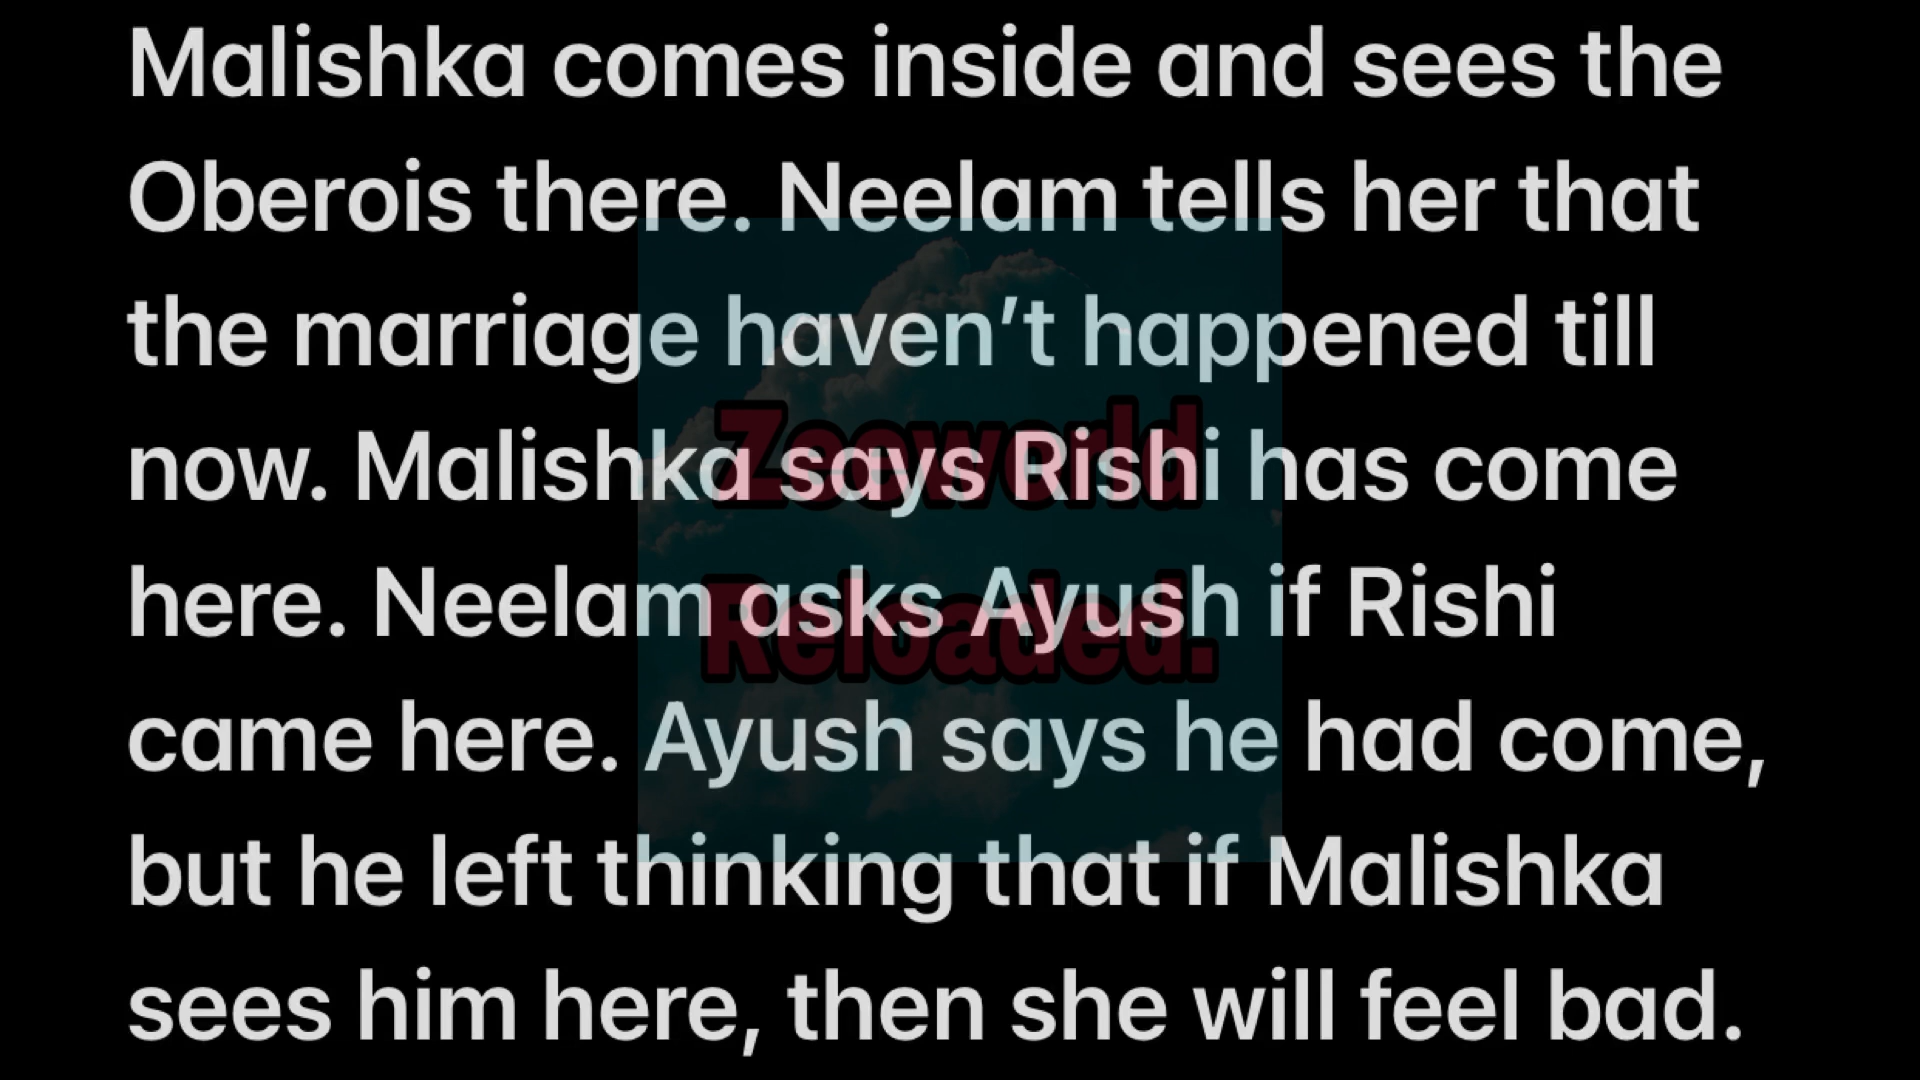 Malishka comes inside and sees the
Oberois there. Neelam tells her that
the marriage haven’t happened till
now. Malishka says Rishi has come
here. Neelam asks Ayush if Rishi
came here. Ayush says he had come,
but he left thinking that if Malishka
sees him here, then she will feel bad.
Zeeworld
Reloaded.